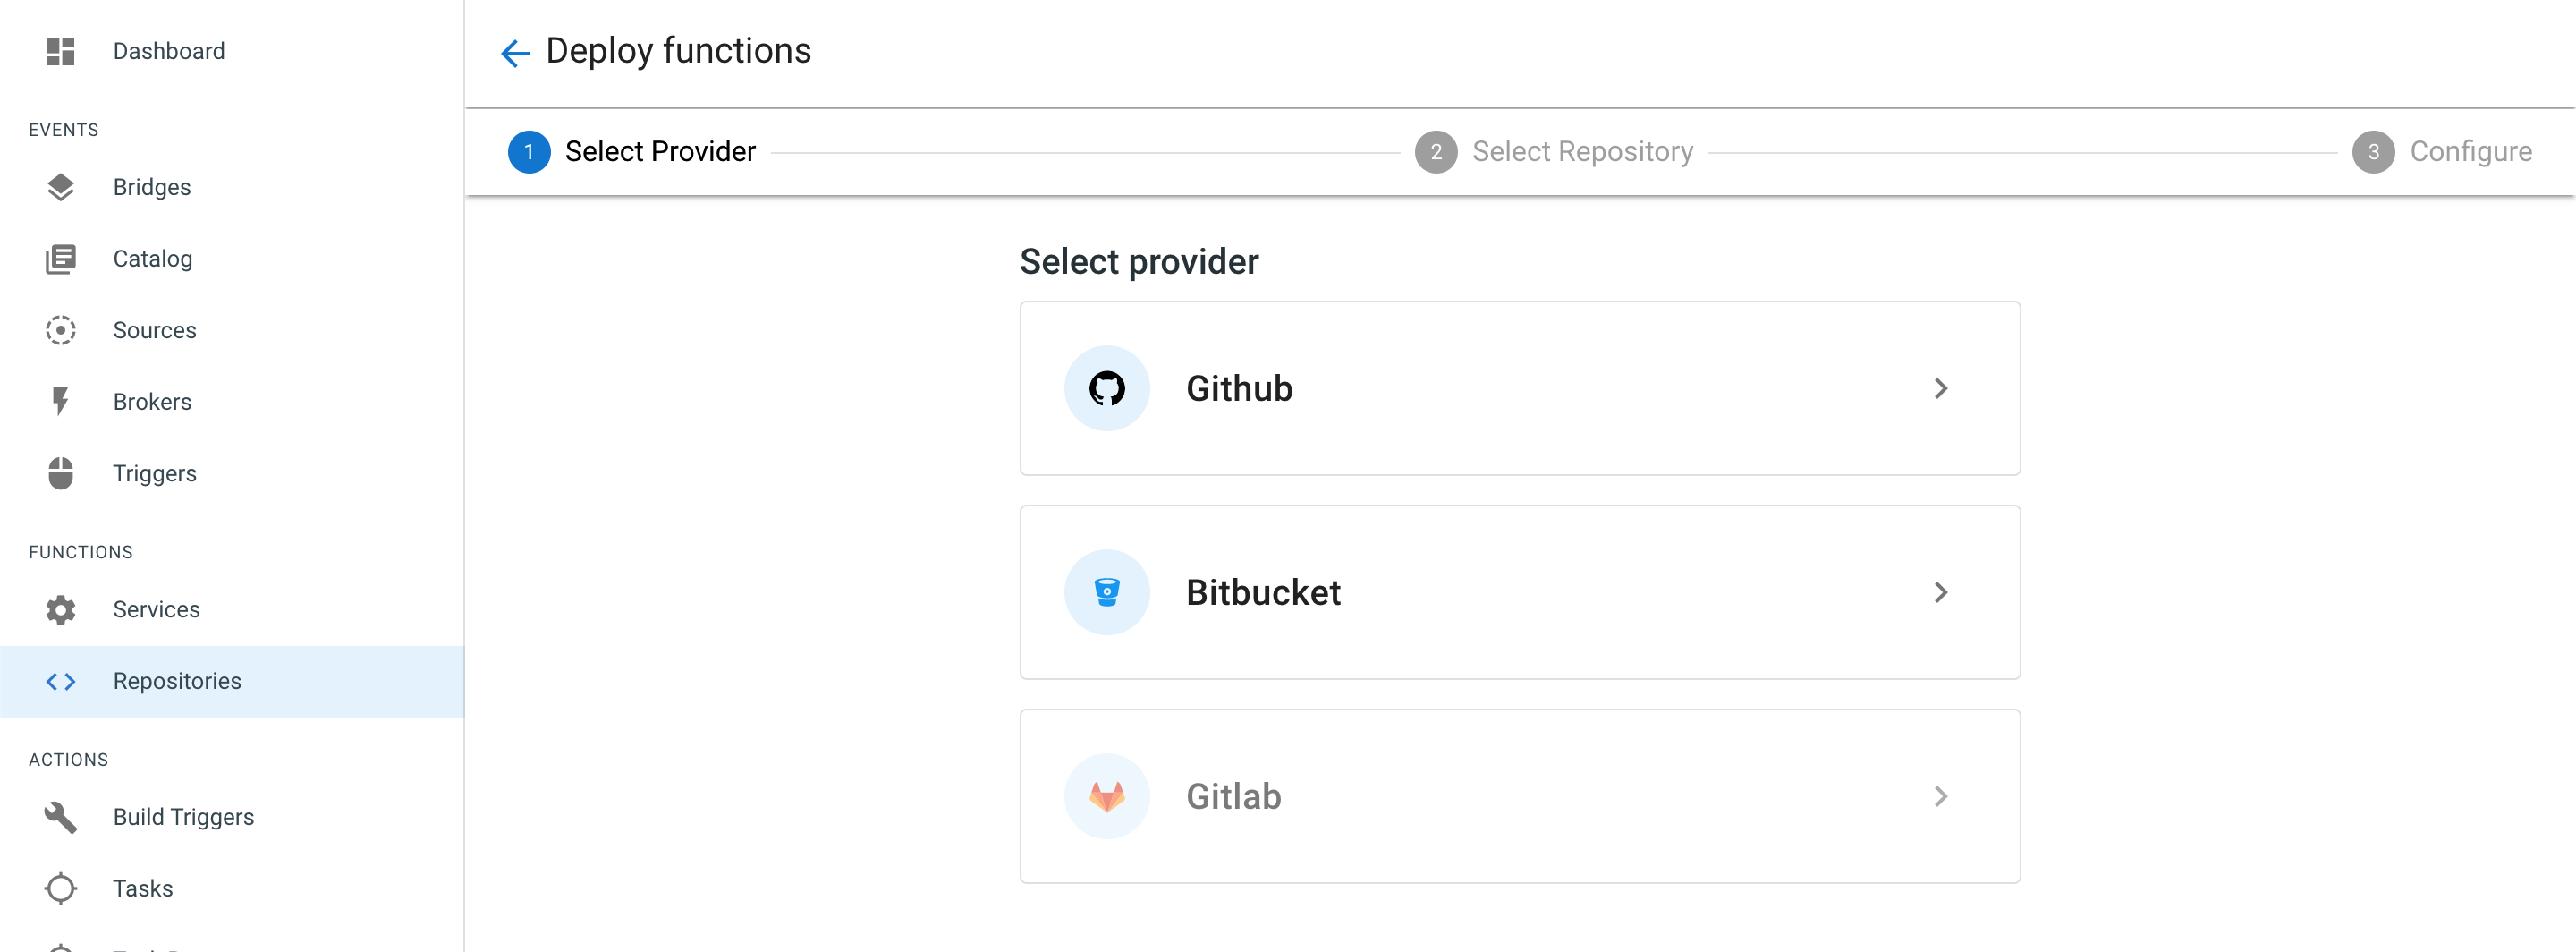 Dashboard
EVENTS
Bridges
Catalog
Sources
Brokers
Triggers
FUNCTIONS
Services
Repositories
ACTIONS
Build Triggers
Tasks
Deploy functions
1 Select Provider
2 Select Repository
3 Configure
Select provider
Github
Bitbucket
Gitlab